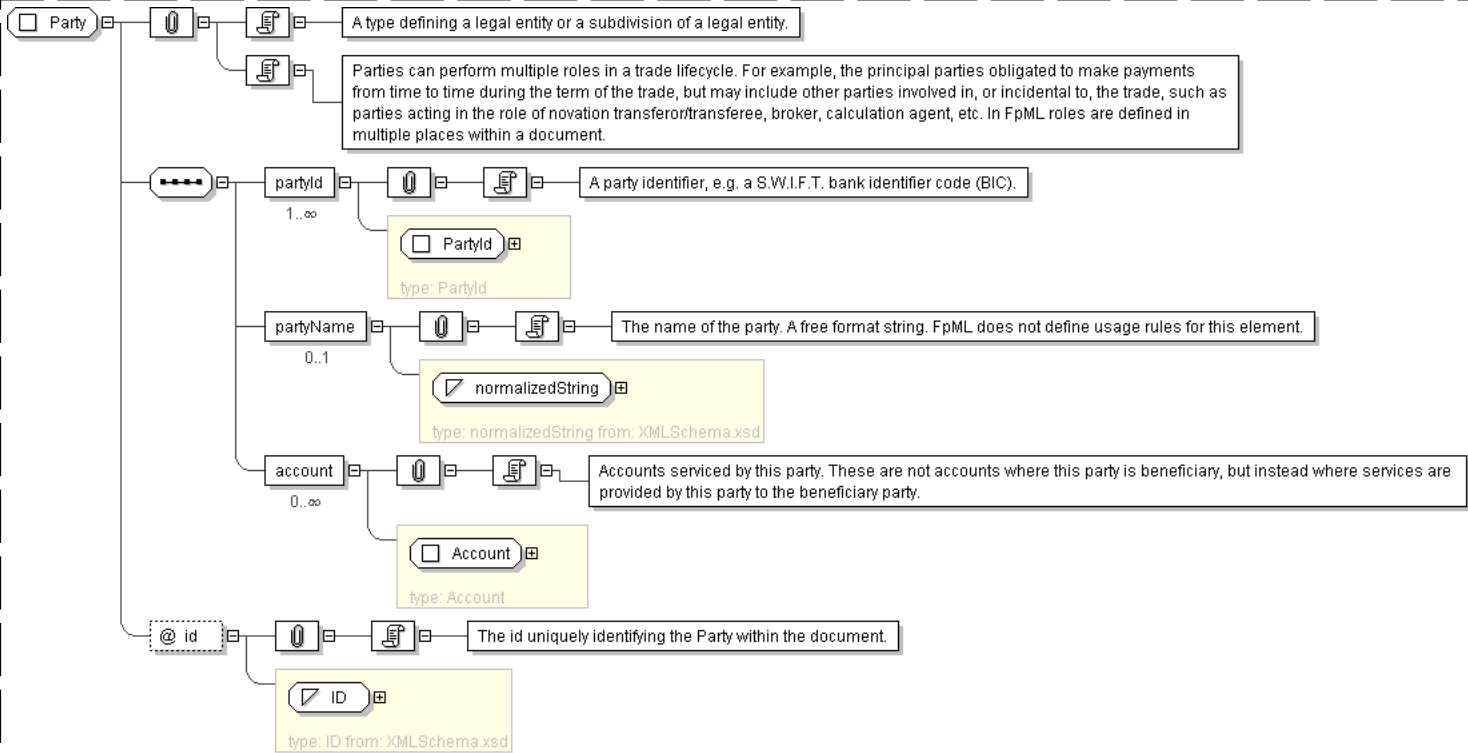 Party
A type defining a legal entity or a subdivision of a legal entity.
Parties can perform multiple roles in a trade lifecycle. For example, the principal parties obligated to make payments
from time to time during the term of the trade, but may include other parties involved in, or incidental to, the trade, such as
parties acting in the role of novation transferor/transferee, broker, calculation agent, etc. In FpML roles are defined in
multiple places within a document.
partyId
A party identifier, e.g. a S.W.I.F.T. bank identifier code (BIC).
1..∞
PartyId
type: PartyId
partyName
The name of the party. A free format string. FpML does not define usage rules for this element.
0..1
normalizedString
type: normalizedString from: XMLSchema.xsd
account
Accounts serviced by this party. These are not accounts where this party is beneficiary, but instead where services are
provided by this party to the beneficiary party.
0..∞
Account
type: Account
@ id
The id uniquely identifying the Party within the document.
ID
type: ID from: XMLSchema.xsd